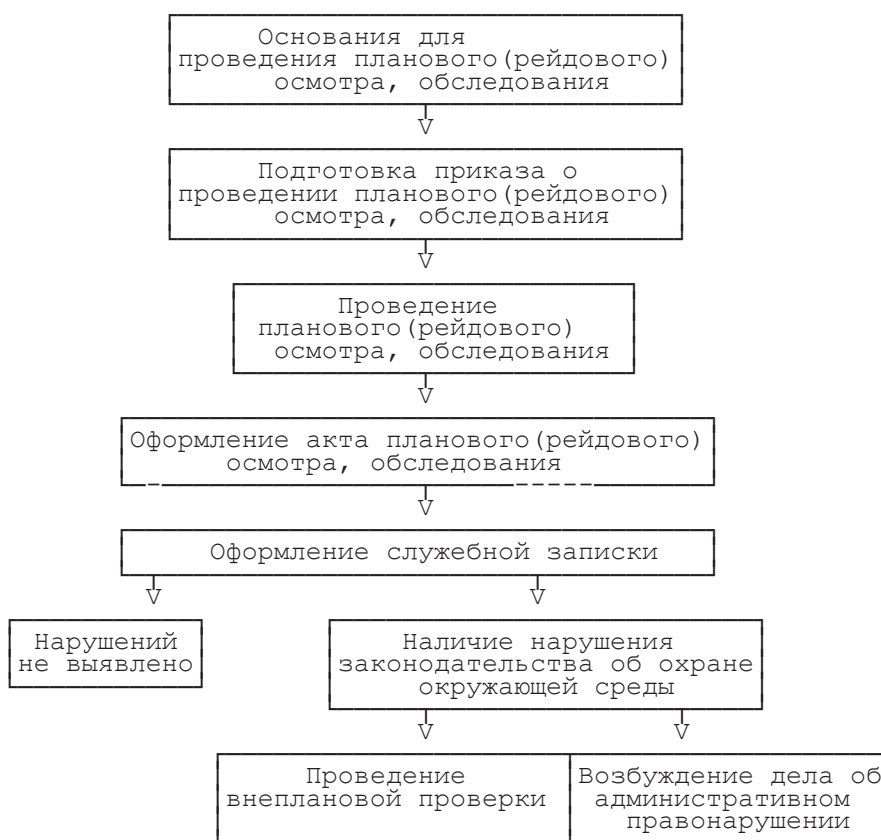 Основания для
проведения планового(рейдового)
осмотра, обследования
Подготовка приказа о
проведении планового(рейдового)
осмотра, обследования
Проведение
планового(рейдового)
осмотра, обследования
Оформление акта планового(рейдового)
осмотра, обследования
Оформление служебной записки
Нарушений
не выявлено
Наличие нарушения
законодательства об охране
окружающей среды
Проведение
внеплановой проверки
Возбуждение дела об
административном
правонарушении